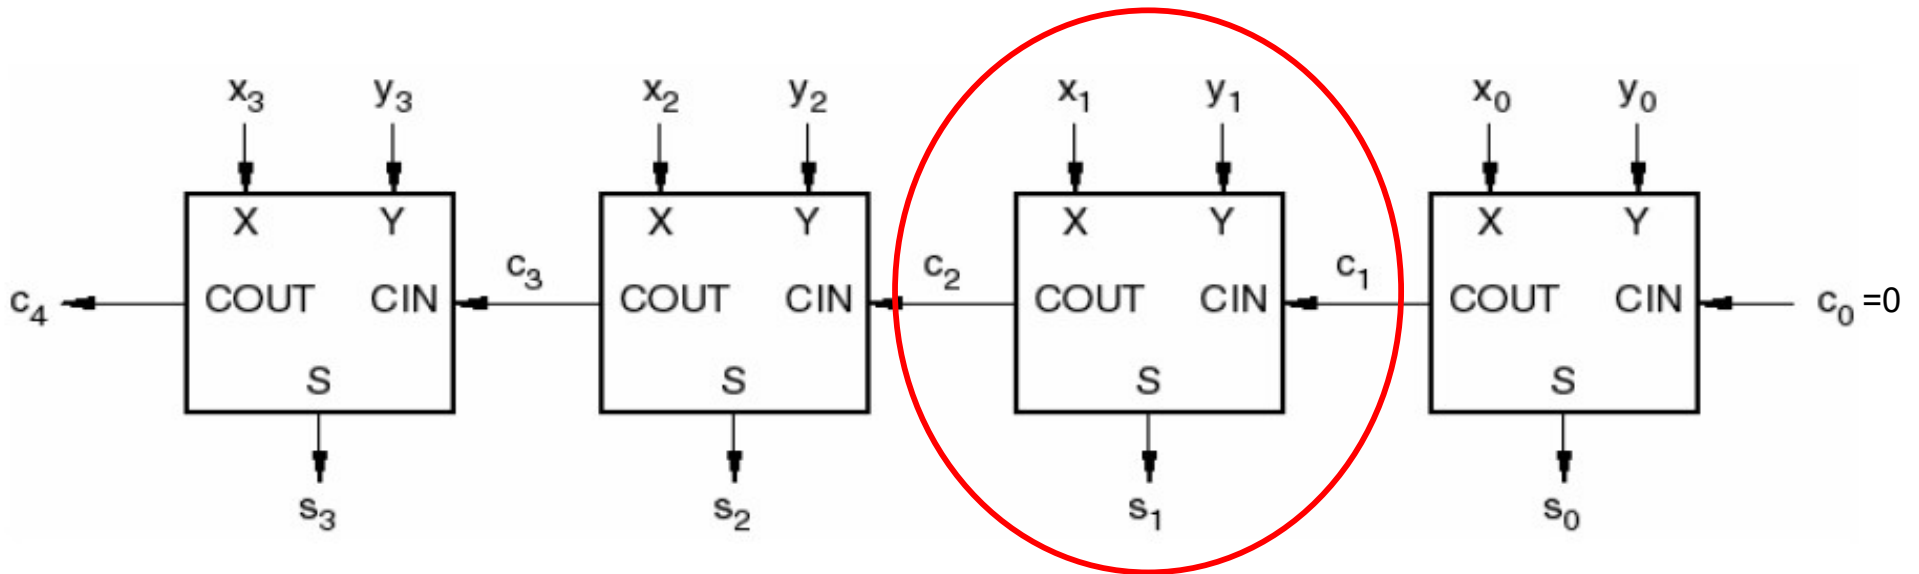 x3 y3 x2 y2 x1 y1 x0 y0
X Y X Y X Y X Y
c3 c2 c1
c4 COUT CIN COUT CIN COUT CIN COUT CIN c0 =0
S S S S
s3 s2 s1 s0